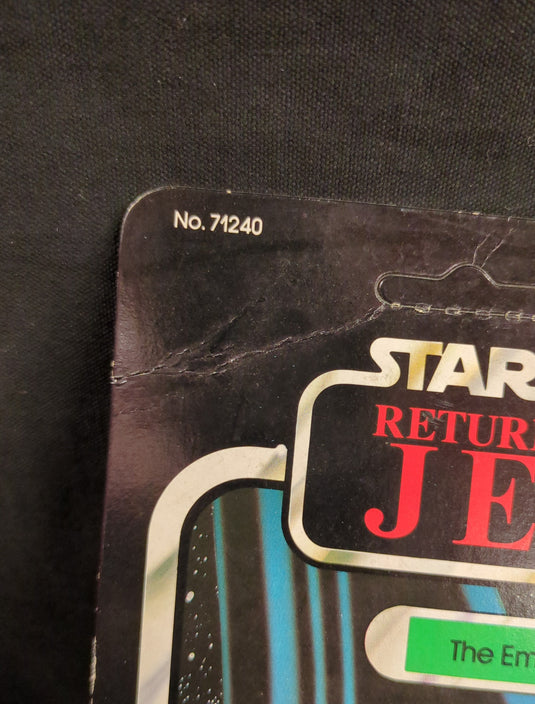 No. 71240
STAR
RETUR
JE
The Em